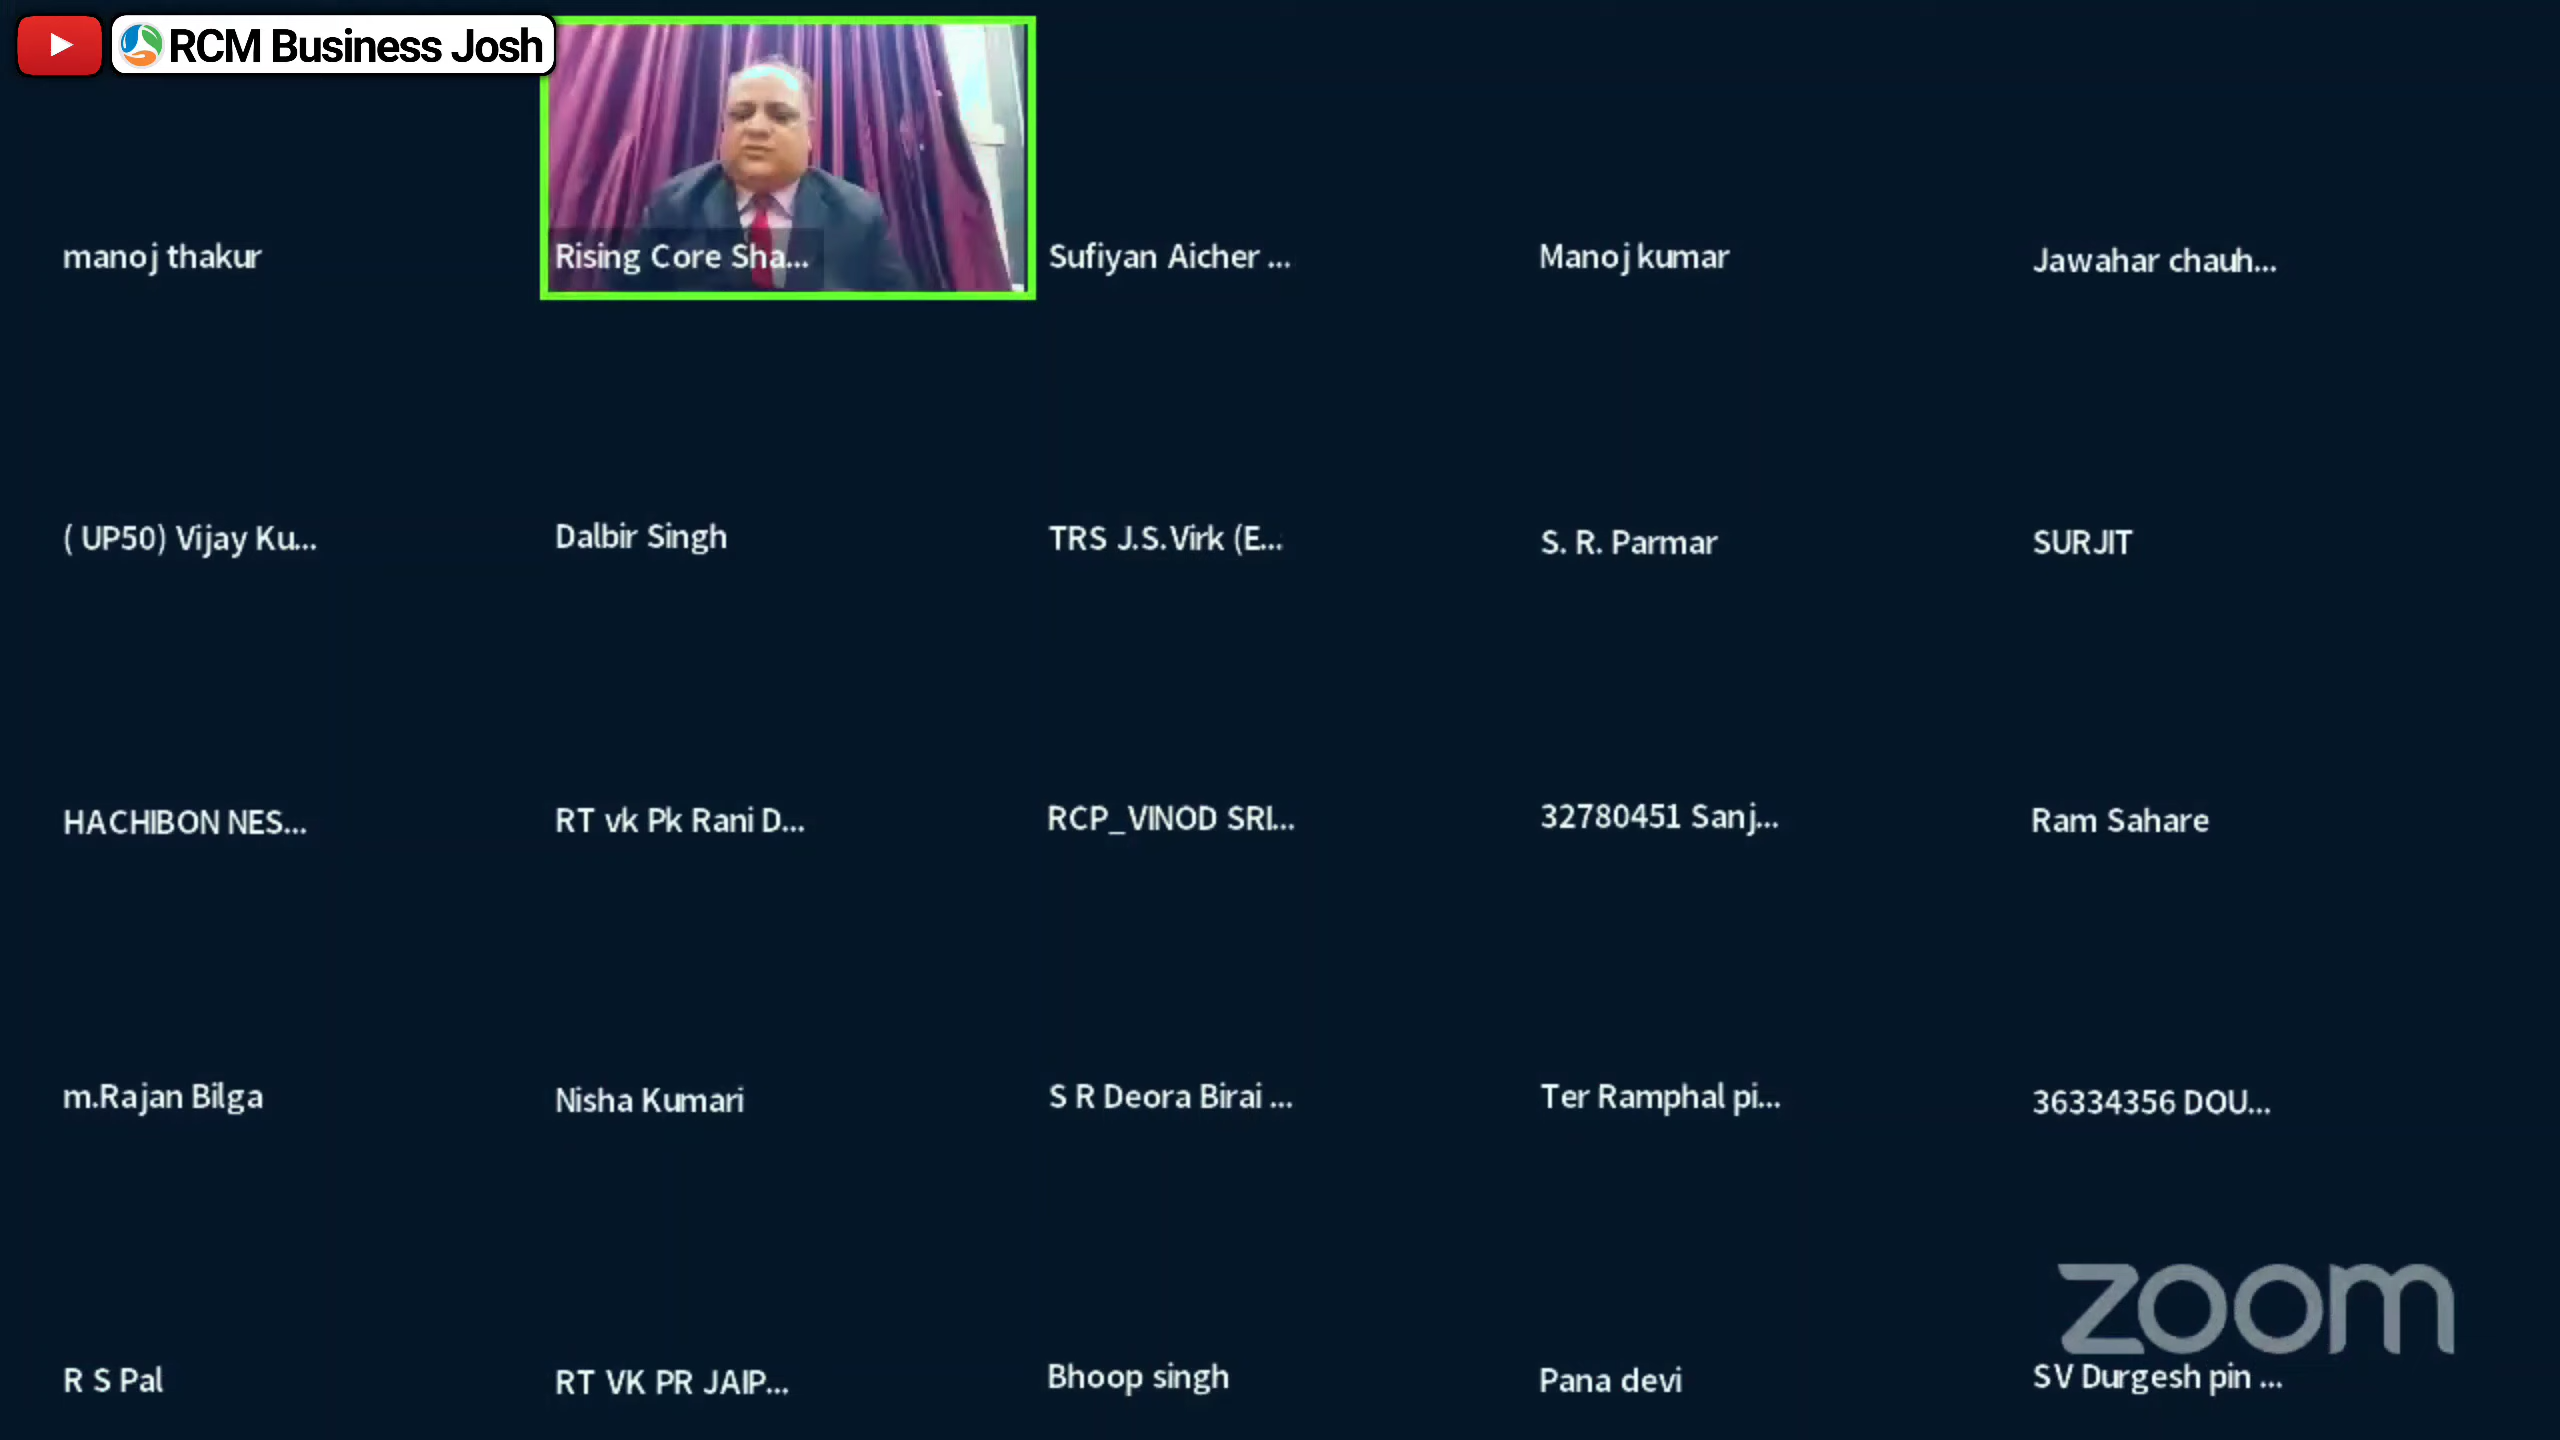 RCM Business Josh
manoj thakur
Rising Core Sha...
Sufiyan Aicher ...
Manoj kumar
Jawahar chauh...
( UP50) Vijay Ku...
Dalbir Singh
TRS J.S.Virk (E...
S. R. Parmar
SURJIT
HACHIBON NES...
RT vk Pk Rani D...
RCP_VINOD SRI...
32780451 Sanj...
Ram Sahare
m.Rajan Bilga
Nisha Kumari
S R Deora Birai ...
Ter Ramphal pi...
36334356 DOU...
zoom
R S Pal
RT VK PR JAIP...
Bhoop singh
Pana devi
SV Durgesh pin ...